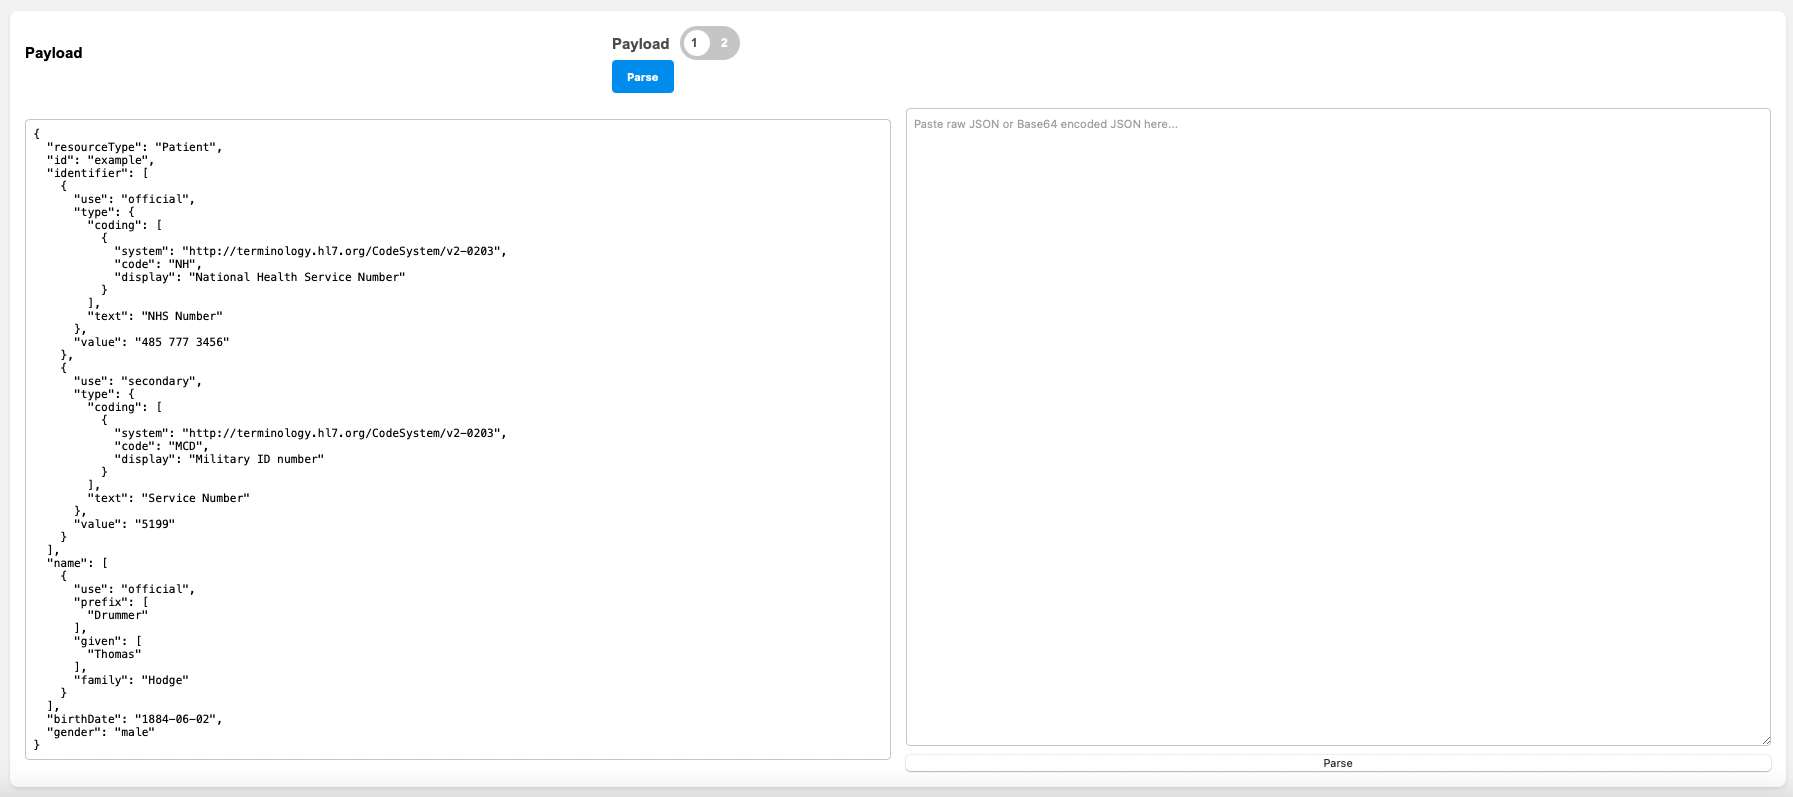 Payload
Payload 1 2
Parse
{
  "resourceType": "Patient",
  "id": "example",
  "identifier": [
    {
      "use": "official",
      "type": {
        "coding": [
          {
            "system": "http://terminology.hl7.org/CodeSystem/v2-0203",
            "code": "NH",
            "display": "National Health Service Number"
          }
        ],
        "text": "NHS Number"
      },
      "value": "485 777 3456"
    },
    {
      "use": "secondary",
      "type": {
        "coding": [
          {
            "system": "http://terminology.hl7.org/CodeSystem/v2-0203",
            "code": "MCD",
            "display": "Military ID number"
          }
        ],
        "text": "Service Number"
      },
      "value": "5199"
    }
  ],
  "name": [
    {
      "use": "official",
      "prefix": [
        "Drummer"
      ],
      "given": [
        "Thomas"
      ],
      "family": "Hodge"
    }
  ],
  "birthDate": "1884-06-02",
  "gender": "male"
}
Paste raw JSON or Base64 encoded JSON here...
Parse